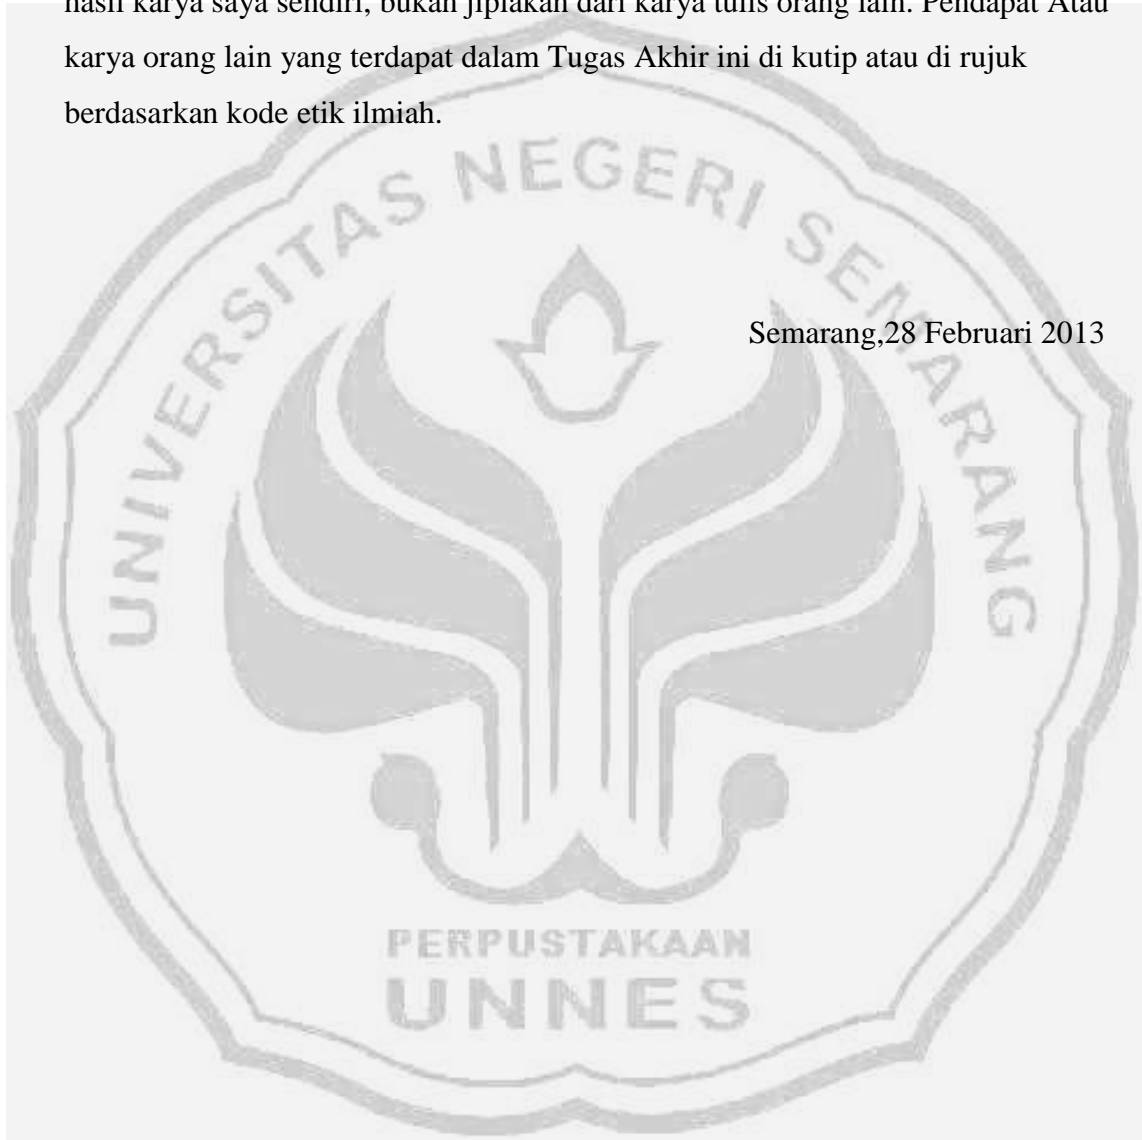 hasil karya saya sendiri, bukan jiplakan dari karya tulis orang lain. Pendapat Atau
karya orang lain yang terdapat dalam Tugas Akhir ini di kutip atau di rujuk
berdasarkan kode etik ilmiah.
UNIVERSITAS NEGERI SEMARANG
Semarang,28 Februari 2013
PERPUSTAKAAN
UNNES